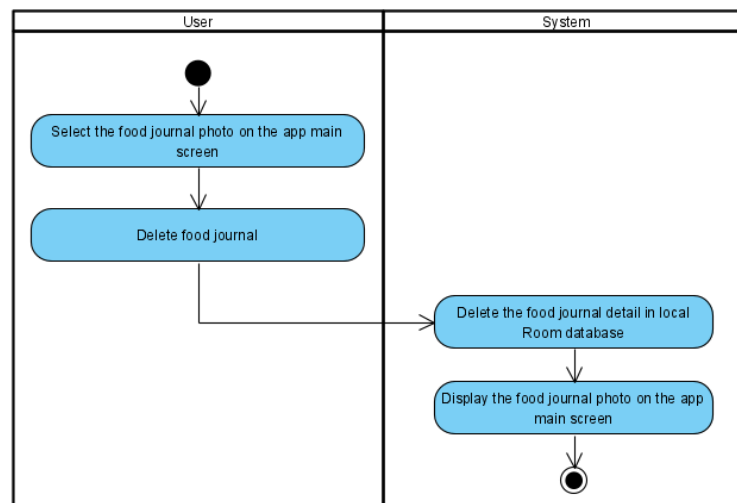 User
System
Select the food journal photo on the app main
screen
Delete food journal
Delete the food journal detail in local
Room database
Display the food journal photo on the app
main screen